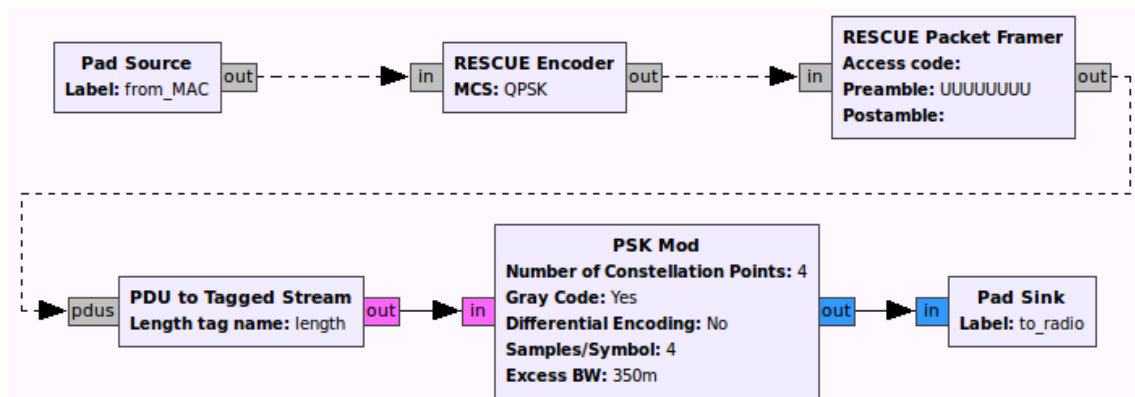 Pad Source
Label: from_MAC
out
in
RESCUE Encoder
MCS: QPSK
out
in
RESCUE Packet Framer
Access code:
Preamble: UUUUUUUU
Postamble:
out
pdus
PDU to Tagged Stream
Length tag name: length
out
in
PSK Mod
Number of Constellation Points: 4
Gray Code: Yes
Differential Encoding: No
Samples/Symbol: 4
Excess BW: 350m
out
in
Pad Sink
Label: to_radio